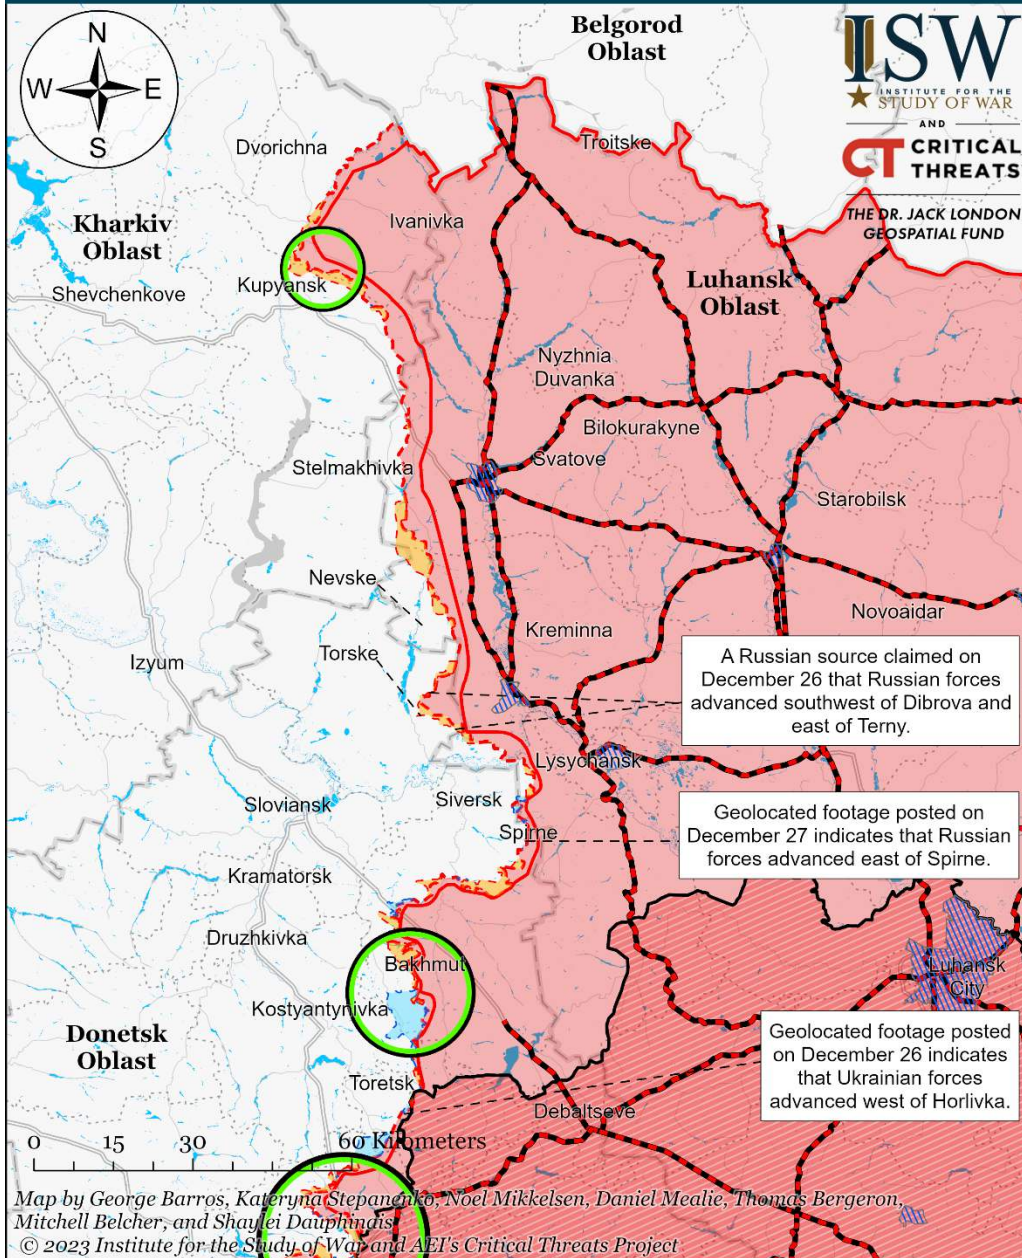 N
W
E
S
Belgorod
Oblast
ISW
INSTITUTE FOR THE
STUDY OF WAR
AND
CT CRITICAL
THREATS
THE DR. JACK LONDON
GEOSPATIAL FUND
Dvorichna
Troitske
Kharkiv
Oblast
Ivanivka
Shevchenkove
Kupyansk
Luhansk
Oblast
Nyzhnia
Duvanka
Bilokurakyne
Stelmakhivka
Svatove
Starobilsk
Nevske
Novoaidar
Kreminna
Torske
Izyum
A Russian source claimed on
December 26 that Russian forces
advanced southwest of Dibrova and
east of Terny.
Lysychansk
Sloviansk
Siversk
Spirne
Geolocated footage posted on
December 27 indicates that Russian
forces advanced east of Spirne.
Kramatorsk
Druzhkivka
Bakhmut
Luhansk
City
Kostyantynivka
Donetsk
Oblast
Geolocated footage posted
on December 26 indicates
that Ukrainian forces
advanced west of Horlivka.
Toretsk
Debaltseve
0 15 30 60 Kilometers
Map by George Barros, Kateryna Stepanenko, Noel Mikkelsen, Daniel Mealie, Thomas Bergeron,
Mitchell Belcher, and Shaylei Dauphinais
© 2023 Institute for the Study of War and AEI's Critical Threats Project